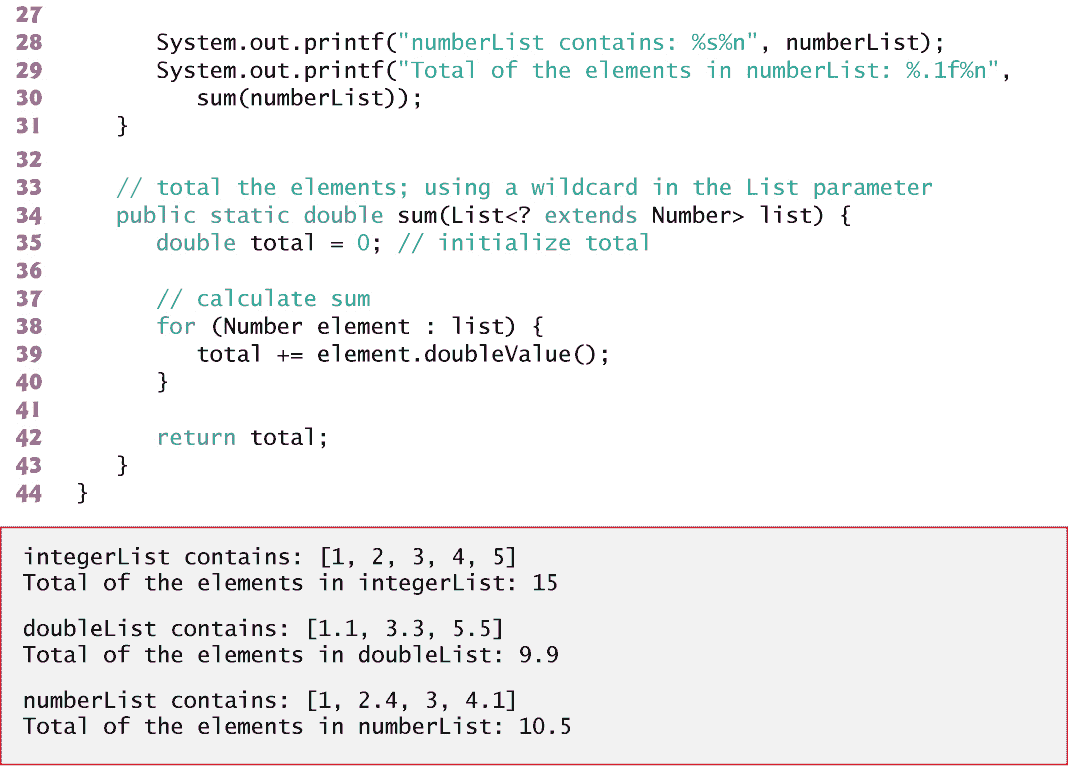 27
28 System.out.printf("numberList contains: %s%n", numberList);
29 System.out.printf("Total of the elements in numberList: %.1f%n",
30 sum(numberList));
31 }
32
33 // total the elements; using a wildcard in the List parameter
34 public static double sum(List<? extends Number> list) {
35 double total = 0; // initialize total
36
37 // calculate sum
38 for (Number element : list) {
39 total += element.doubleValue();
40 }
41
42 return total;
43 }
44 }
integerList contains: [1, 2, 3, 4, 5]
Total of the elements in integerList: 15
doubleList contains: [1.1, 3.3, 5.5]
Total of the elements in doubleList: 9.9
numberList contains: [1, 2.4, 3, 4.1]
Total of the elements in numberList: 10.5